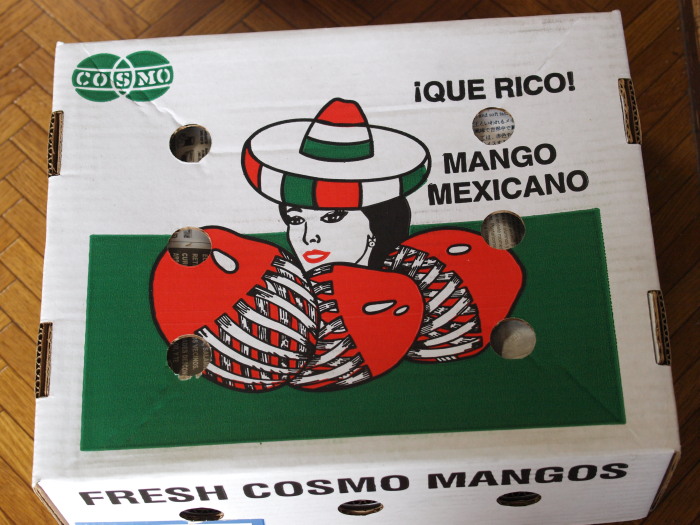 COSMO
¡QUE RICO!
MANGO
MEXICANO
FRESH COSMO MANGOS